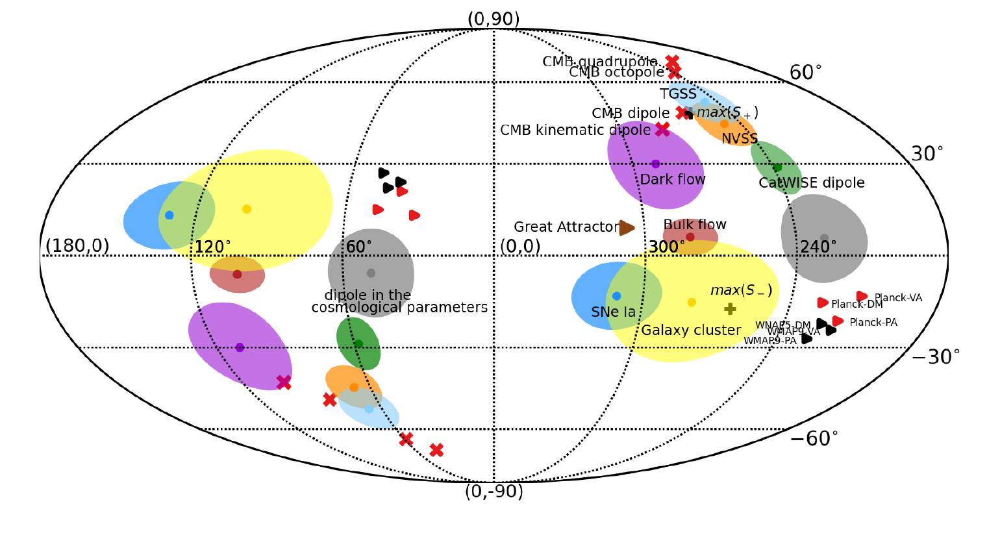 (0,90)
CMB quadrupole
CMB octopole
60°
TGSS
CMB dipole
max(S₊)
CMB kinematic dipole
NVSS
30°
Dark flow
CatWISE dipole
Great Attractor
Bulk flow
(180,0)
120°
60°
(0,0)
300°
240°
max(S₋)
dipole in the
cosmological parameters
Planck-VA
Planck-DM
SNe Ia
Planck-PA
WNAP5-DM
Galaxy cluster
WMAP9-VA
WMAP9-PA
−30°
−60°
(0,-90)